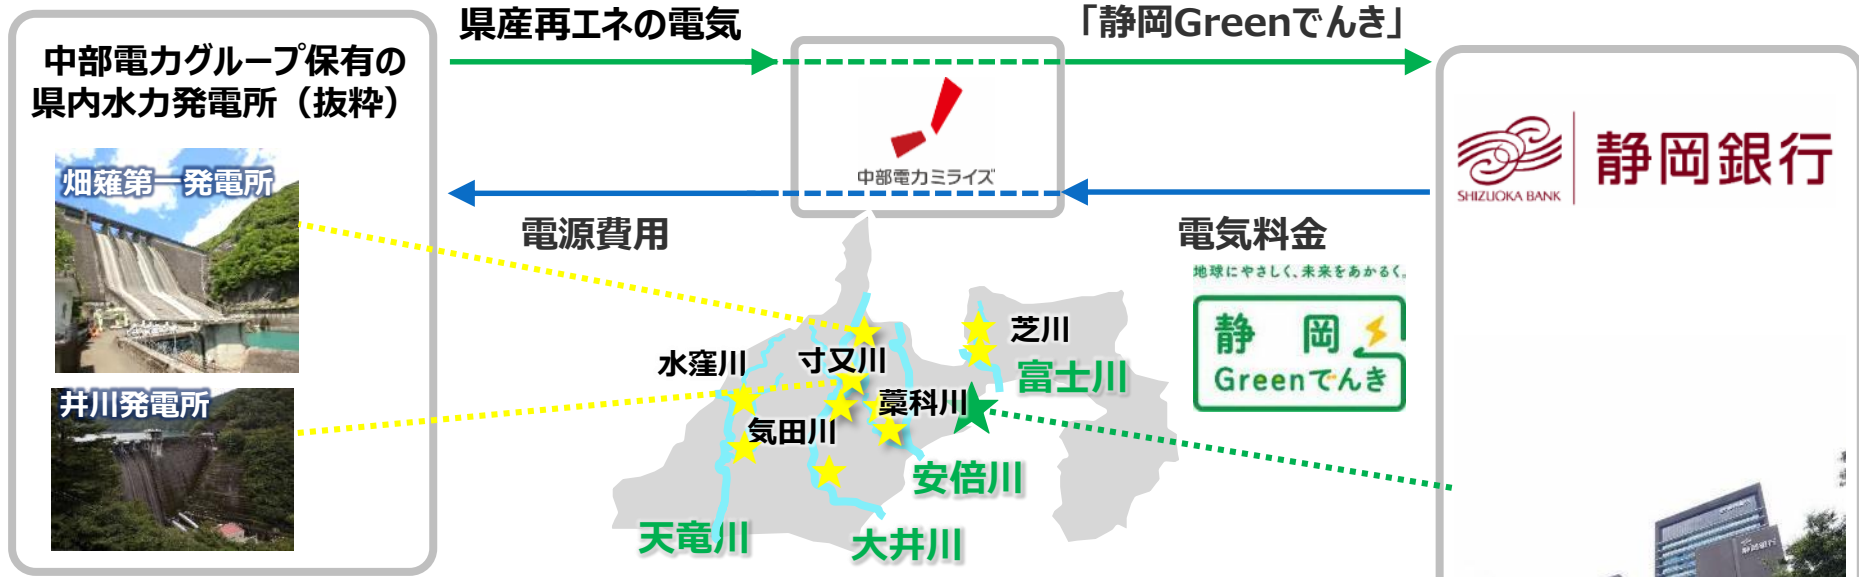 県産再エネの電気
「静岡Greenでんき」
中部電力グループ保有の
県内水力発電所（抜粋）
畑薙第一発電所
井川発電所
中部電力ミライズ
電源費用
電気料金
SHIZUOKA BANK
静岡銀行
地球にやさしく、未来をあかるく。
静岡
Greenでんき
水窪川
寸又川
芝川
富士川
藁科川
気田川
安倍川
天竜川
大井川
静岡銀行